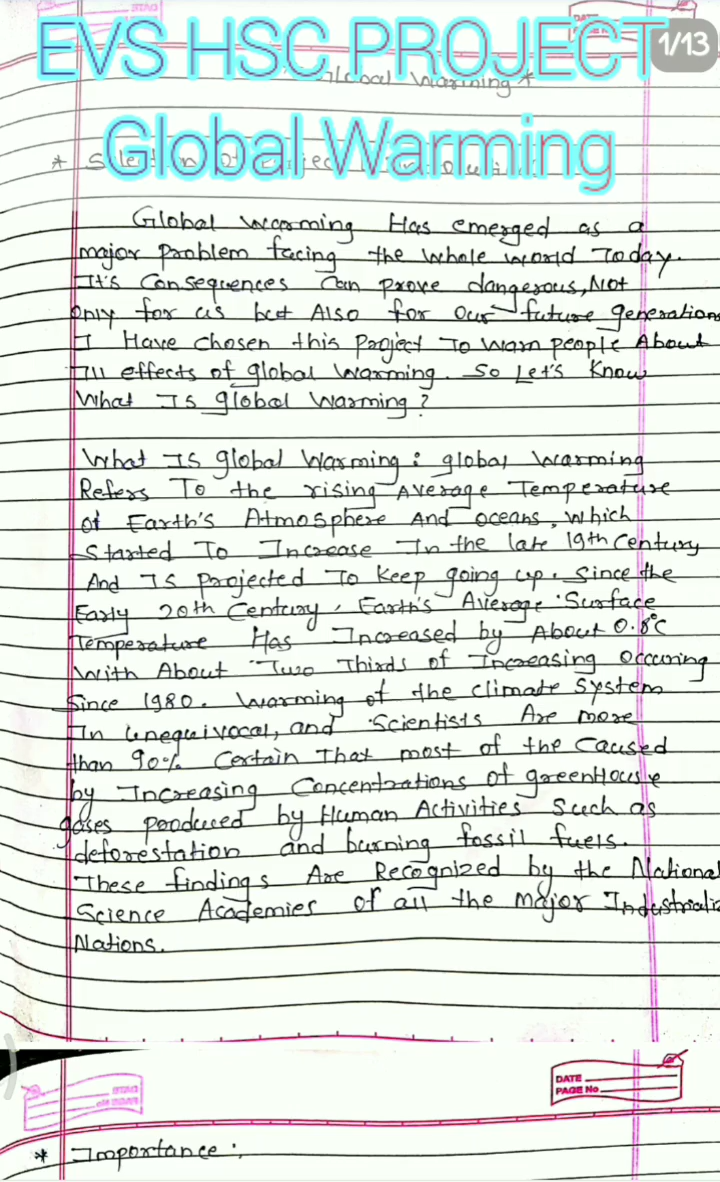 EVS HSC PROJECT
1/13
Global Warming *
Global Warming
Global Warming Has emerged as a
major problem facing the whole world Today.
It's Consequences Can prove dangerous, Not
only for us but Also for our future generation
I Have chosen this Project To warn people About
Ill effects of global warming. So Let's Know
What Is global Warming?
What Is global Warming : global warming
Refers To the rising Average Temperature
of Earth's Atmosphere And oceans, which
Started To Increase In the late 19th Century
And Is projected To keep going up. Since the
Early 20th Century, Earth's Average Surface
Temperature Has Increased by About 0.8°C
With About Two Thirds of Increasing Occuring
Since 1980. Warming of the climate System
In unequivocal, and Scientists Are more
than 90% Certain That most of the Caused
by Increasing Concentrations of greenHouse
gases produced by Human Activities Such as
deforestation and burning fossil fuels.
These findings Are Recognized by the National
Science Academies of all the major Industrializ
Nations.
DATE
PAGE No
* Importance :